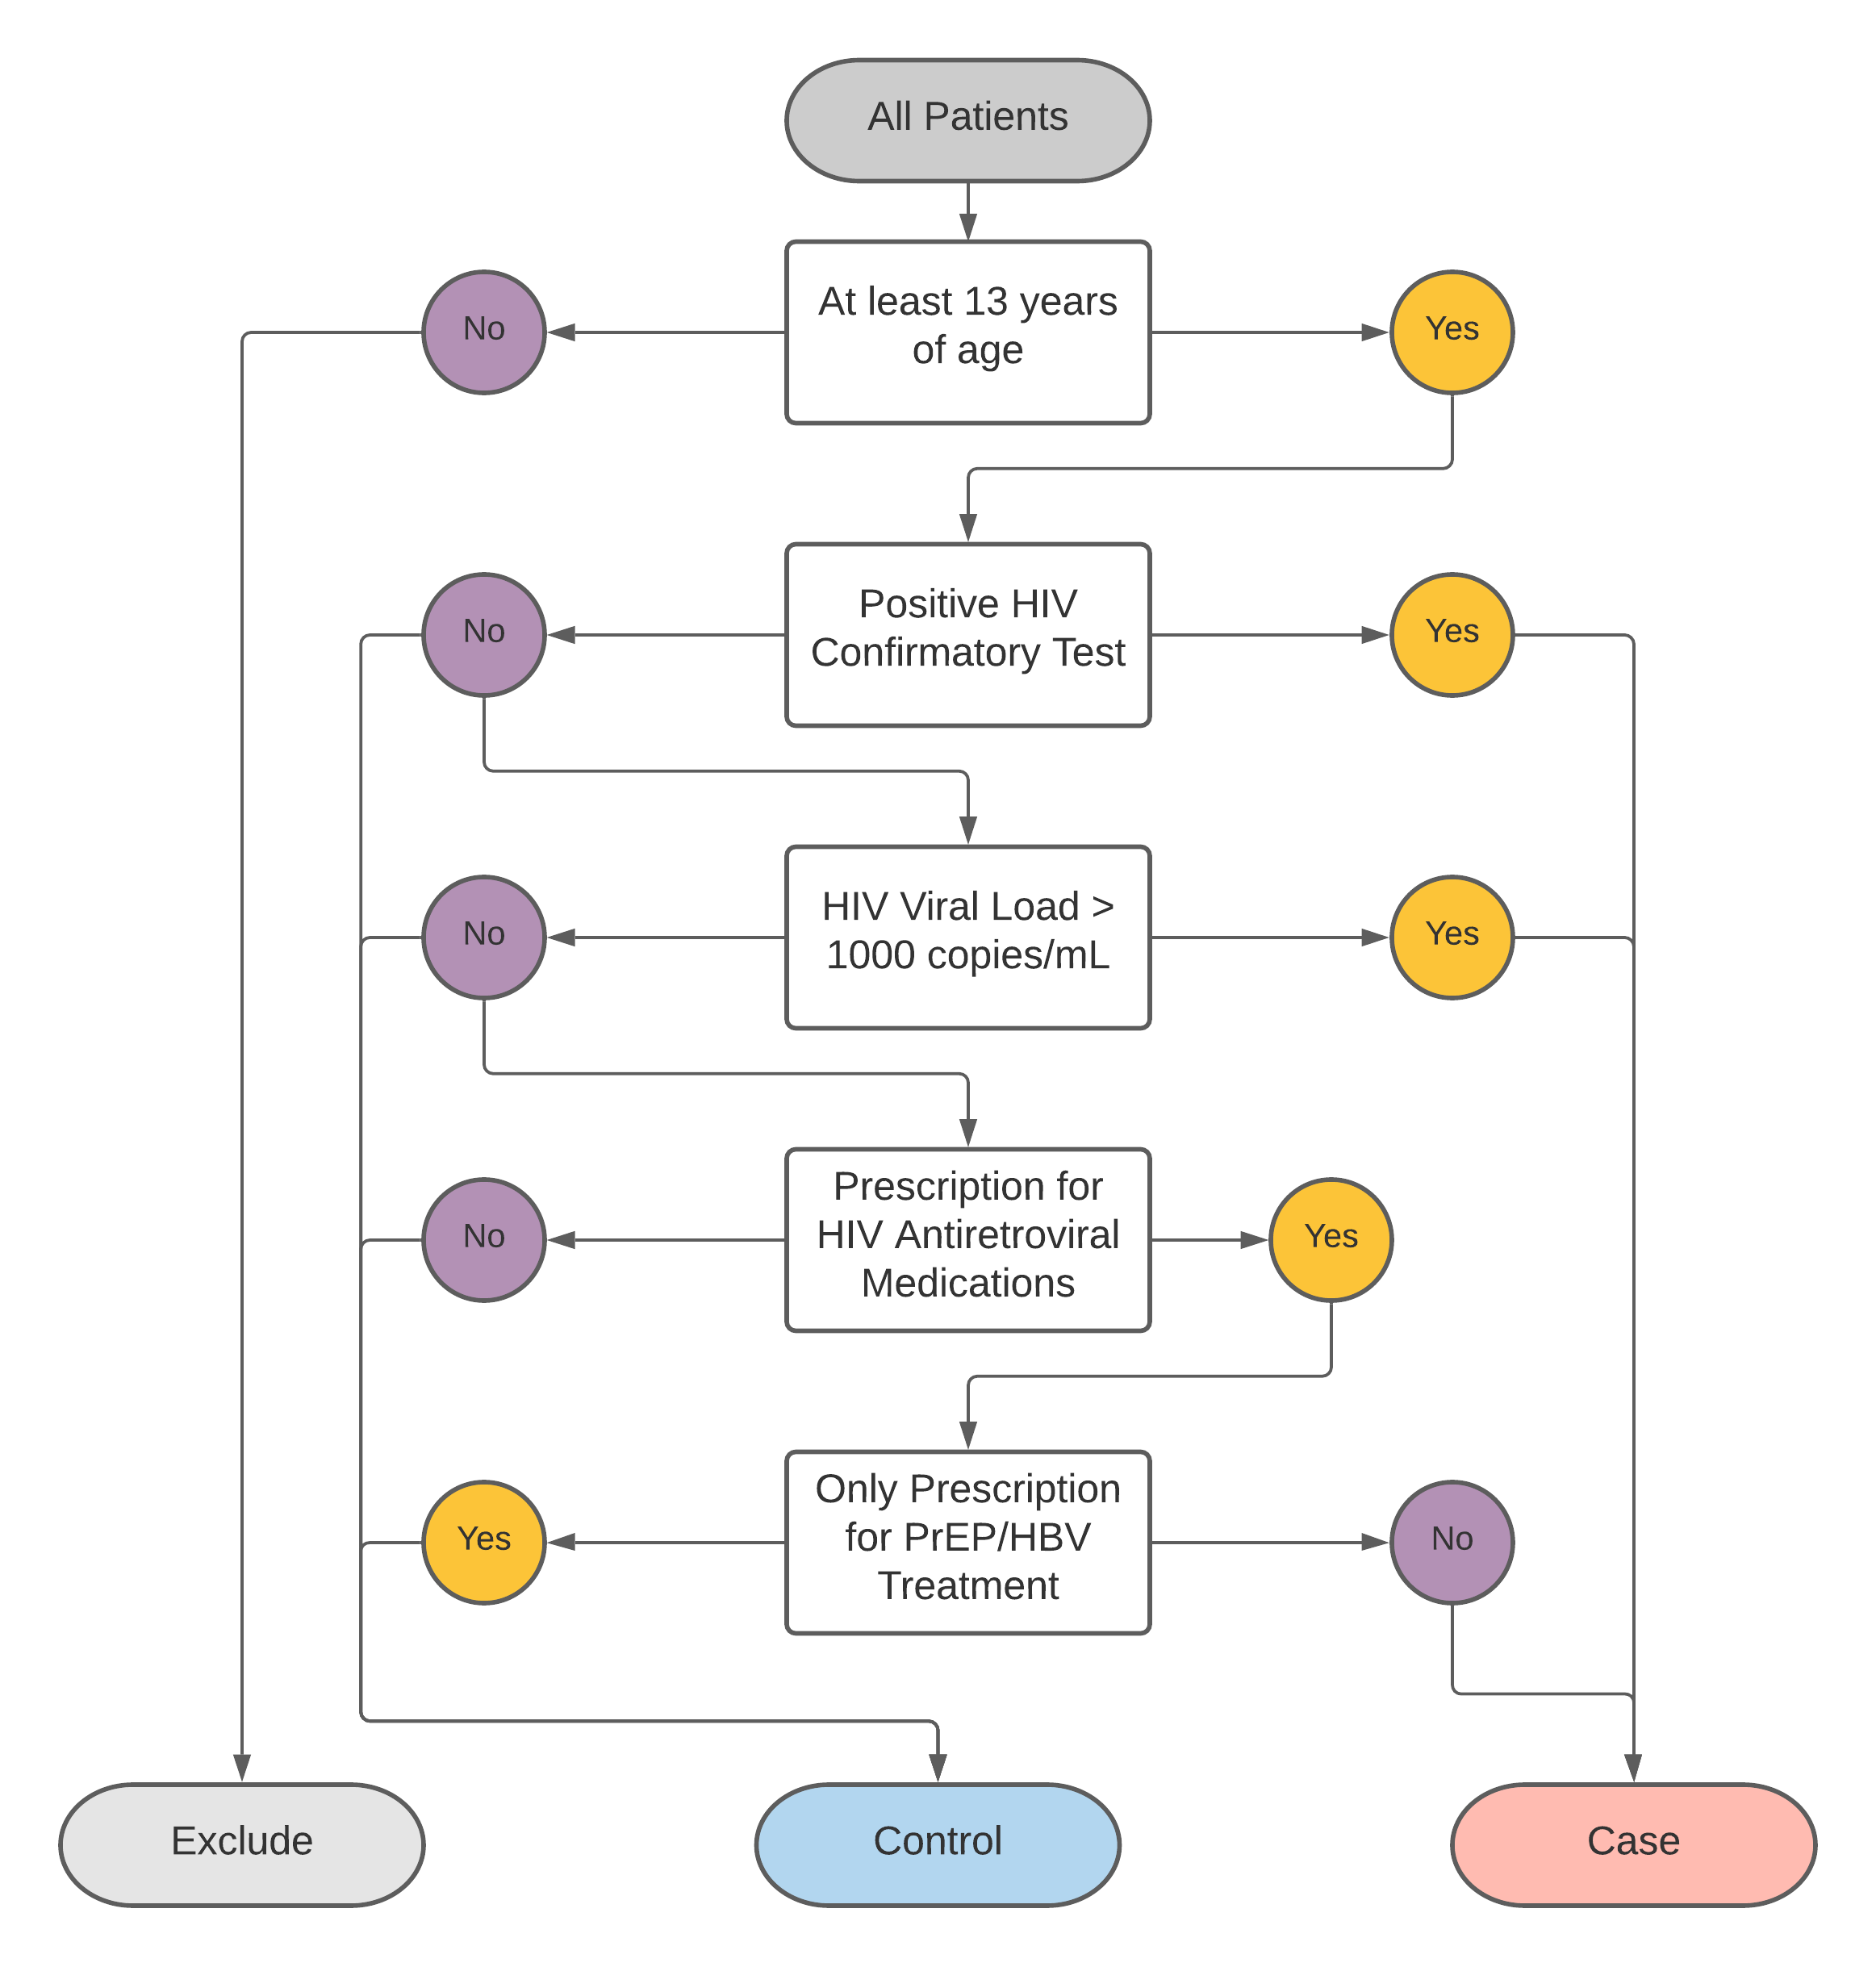 All Patients
No
At least 13 years
of age
Yes
No
Positive HIV
Confirmatory Test
Yes
No
HIV Viral Load >
1000 copies/mL
Yes
No
Prescription for
HIV Antiretroviral
Medications
Yes
Yes
Only Prescription
for PrEP/HBV
Treatment
No
Exclude
Control
Case